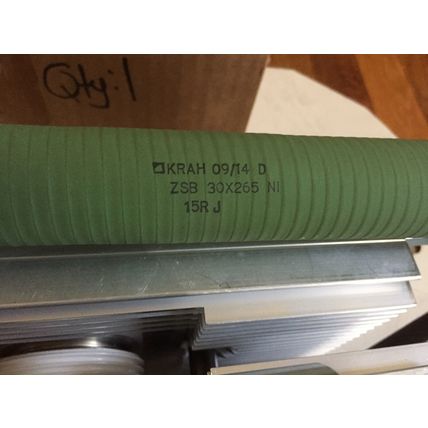 Qty:1
KRAH 09/14 D
ZSB 30X265 NI
15R J